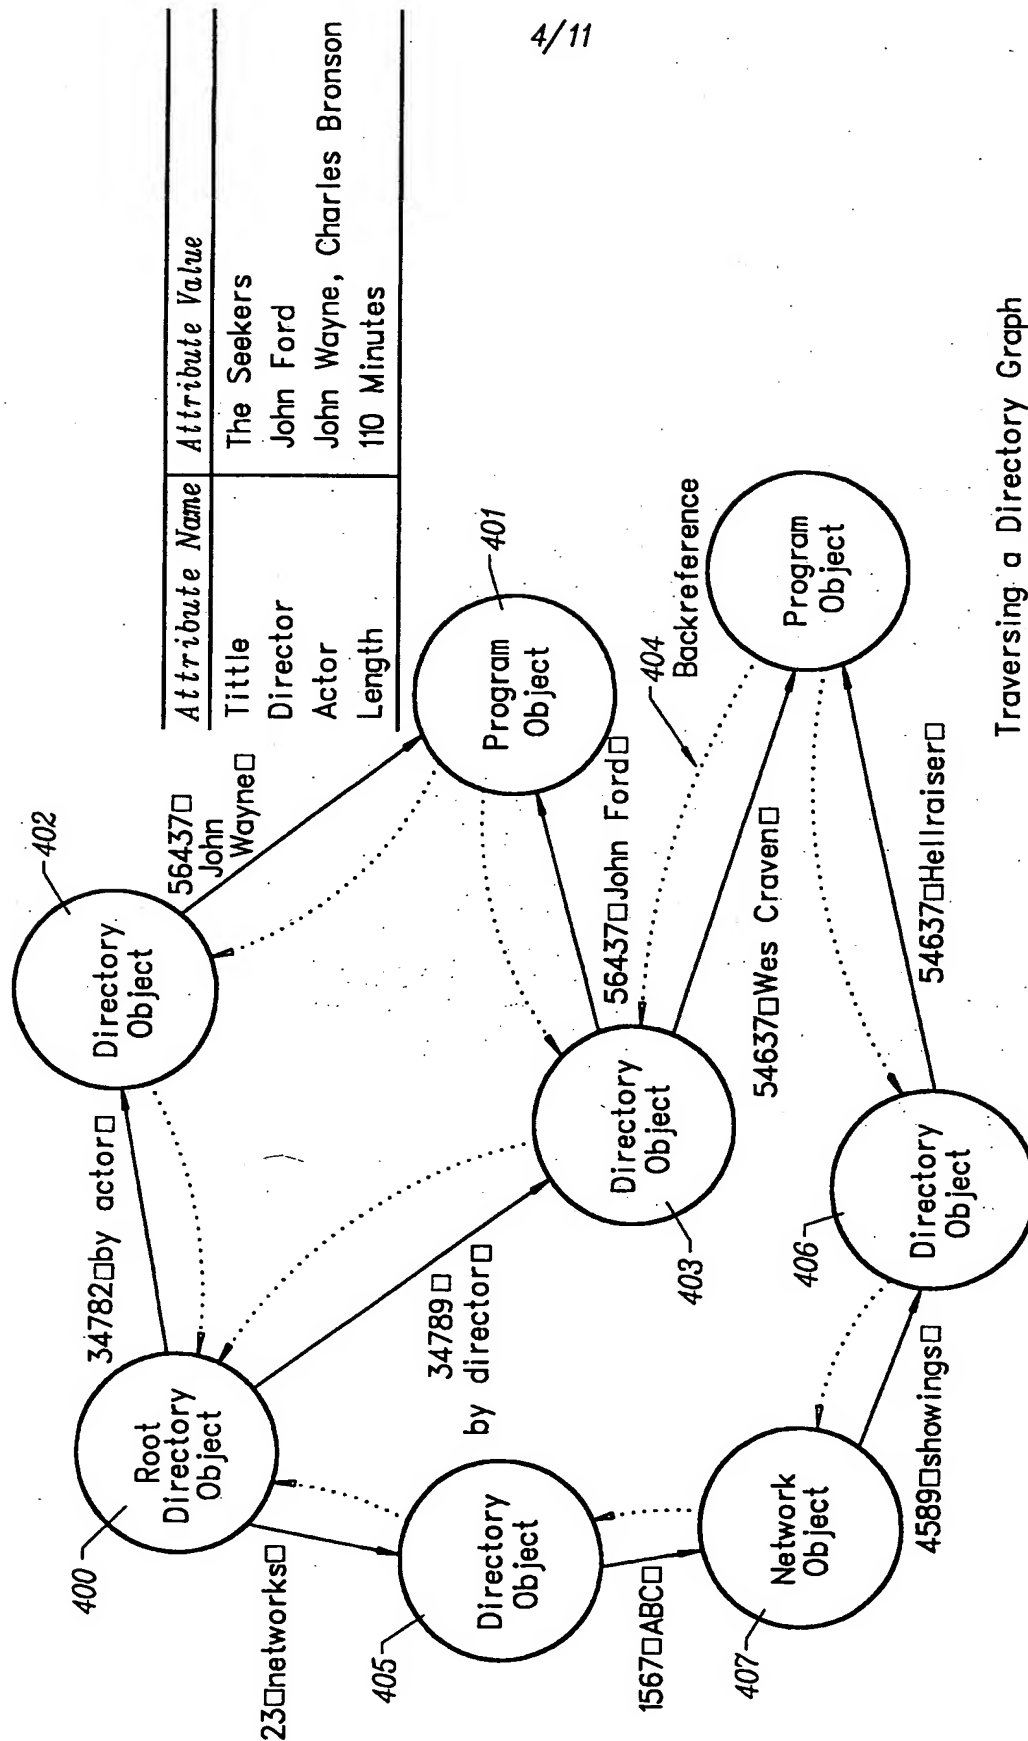 4/11
Attribute Name Attribute Value
Tittle The Seekers
Director John Ford
Actor John Wayne, Charles Bronson
Length 110 Minutes
402
Directory
Object
56437□
John
Wayne□
401
Program
Object
34782□by actor□
400
Root
Directory
Object
34789□
by director□
403
Directory
Object
56437□John Ford□
404
Backreference
Program
Object
54637□Wes Craven□
54637□Hellraiser□
23□networks□
405
Directory
Object
1567□ABC□
407
Network
Object
4589□showings□
406
Directory
Object
Traversing a Directory Graph